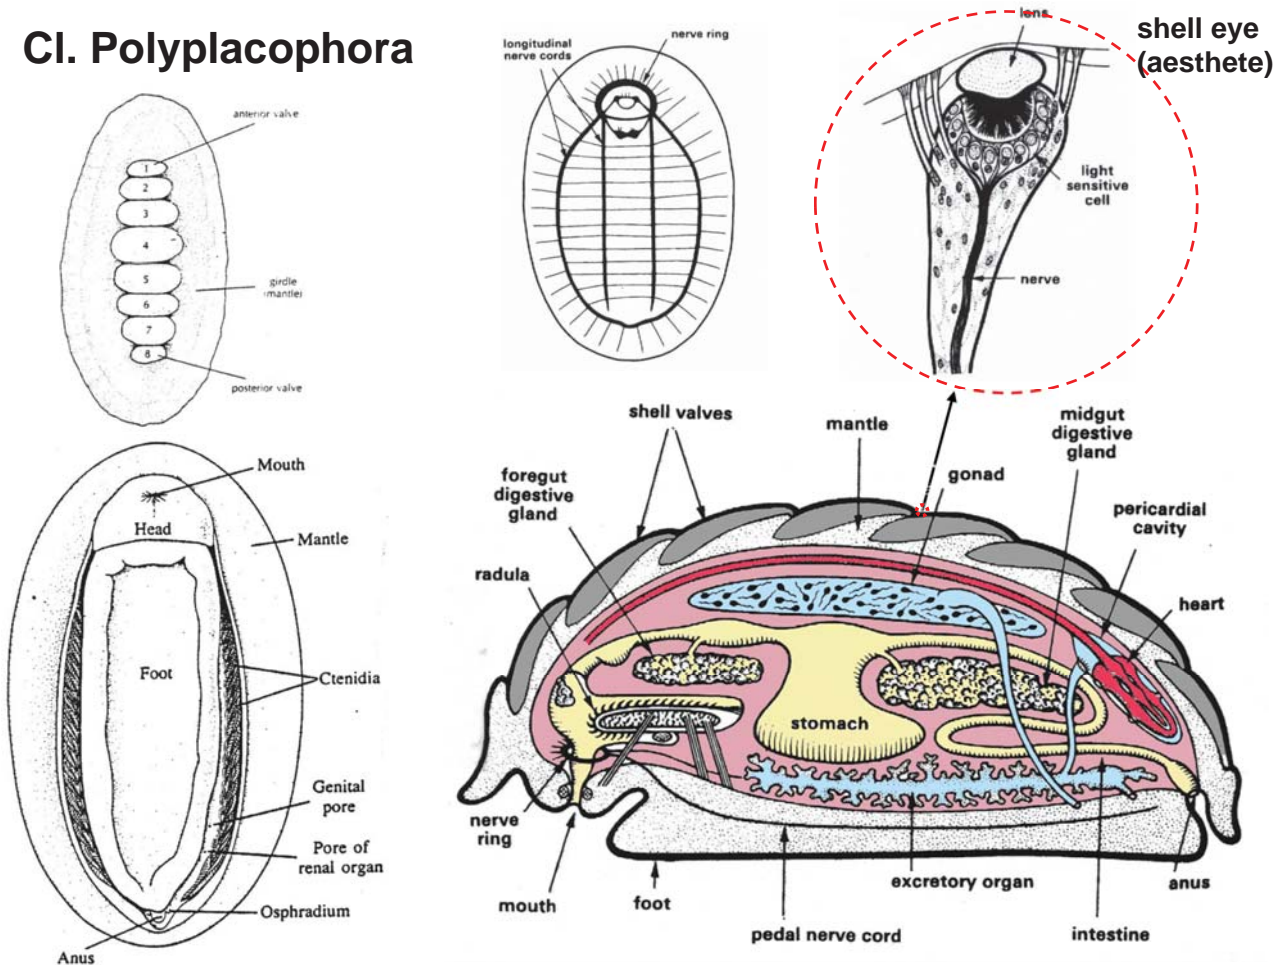 Cl. Polyplacophora
anterior valve
1
2
3
4
5
6
7
8
girdle
(mantle)
posterior valve
longitudinal
nerve cords
nerve ring
lens
shell eye
(aesthete)
light
sensitive
cell
nerve
Mouth
Head
Mantle
Foot
Ctenidia
Genital
pore
Pore of
renal organ
Osphradium
Anus
shell valves
mantle
midgut
digestive
gland
gonad
foregut
digestive
gland
pericardial
cavity
radula
heart
stomach
nerve
ring
mouth
foot
excretory organ
anus
pedal nerve cord
intestine